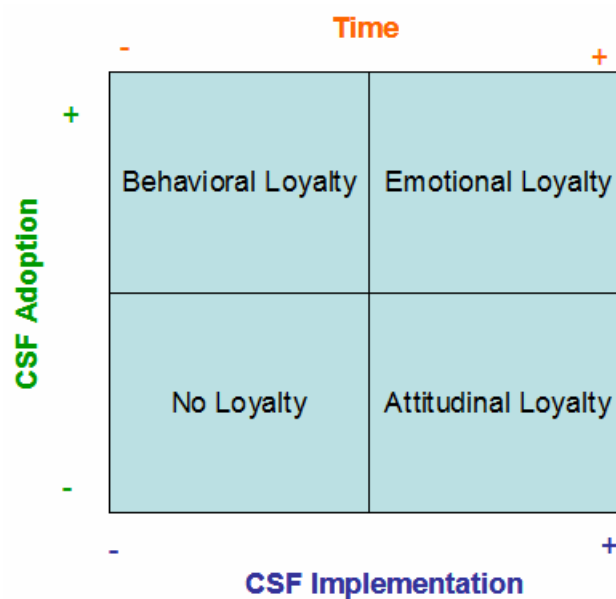 Time
- +
+
Behavioral Loyalty Emotional Loyalty
CSF Adoption
No Loyalty Attitudinal Loyalty
-
- +
CSF Implementation